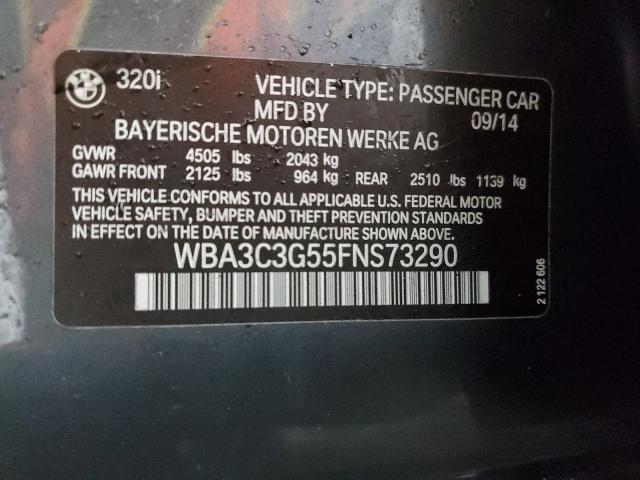 320i VEHICLE TYPE: PASSENGER CAR
MFD BY 09/14
BAYERISCHE MOTOREN WERKE AG
GVWR 4505 lbs 2043 kg
GAWR FRONT 2125 lbs 964 kg REAR 2510 lbs 1139 kg
THIS VEHICLE CONFORMS TO ALL APPLICABLE U.S. FEDERAL MOTOR
VEHICLE SAFETY, BUMPER AND THEFT PREVENTION STANDARDS
IN EFFECT ON THE DATE OF MANUFACTURE SHOWN ABOVE.
WBA3C3G55FNS73290
2 122 606